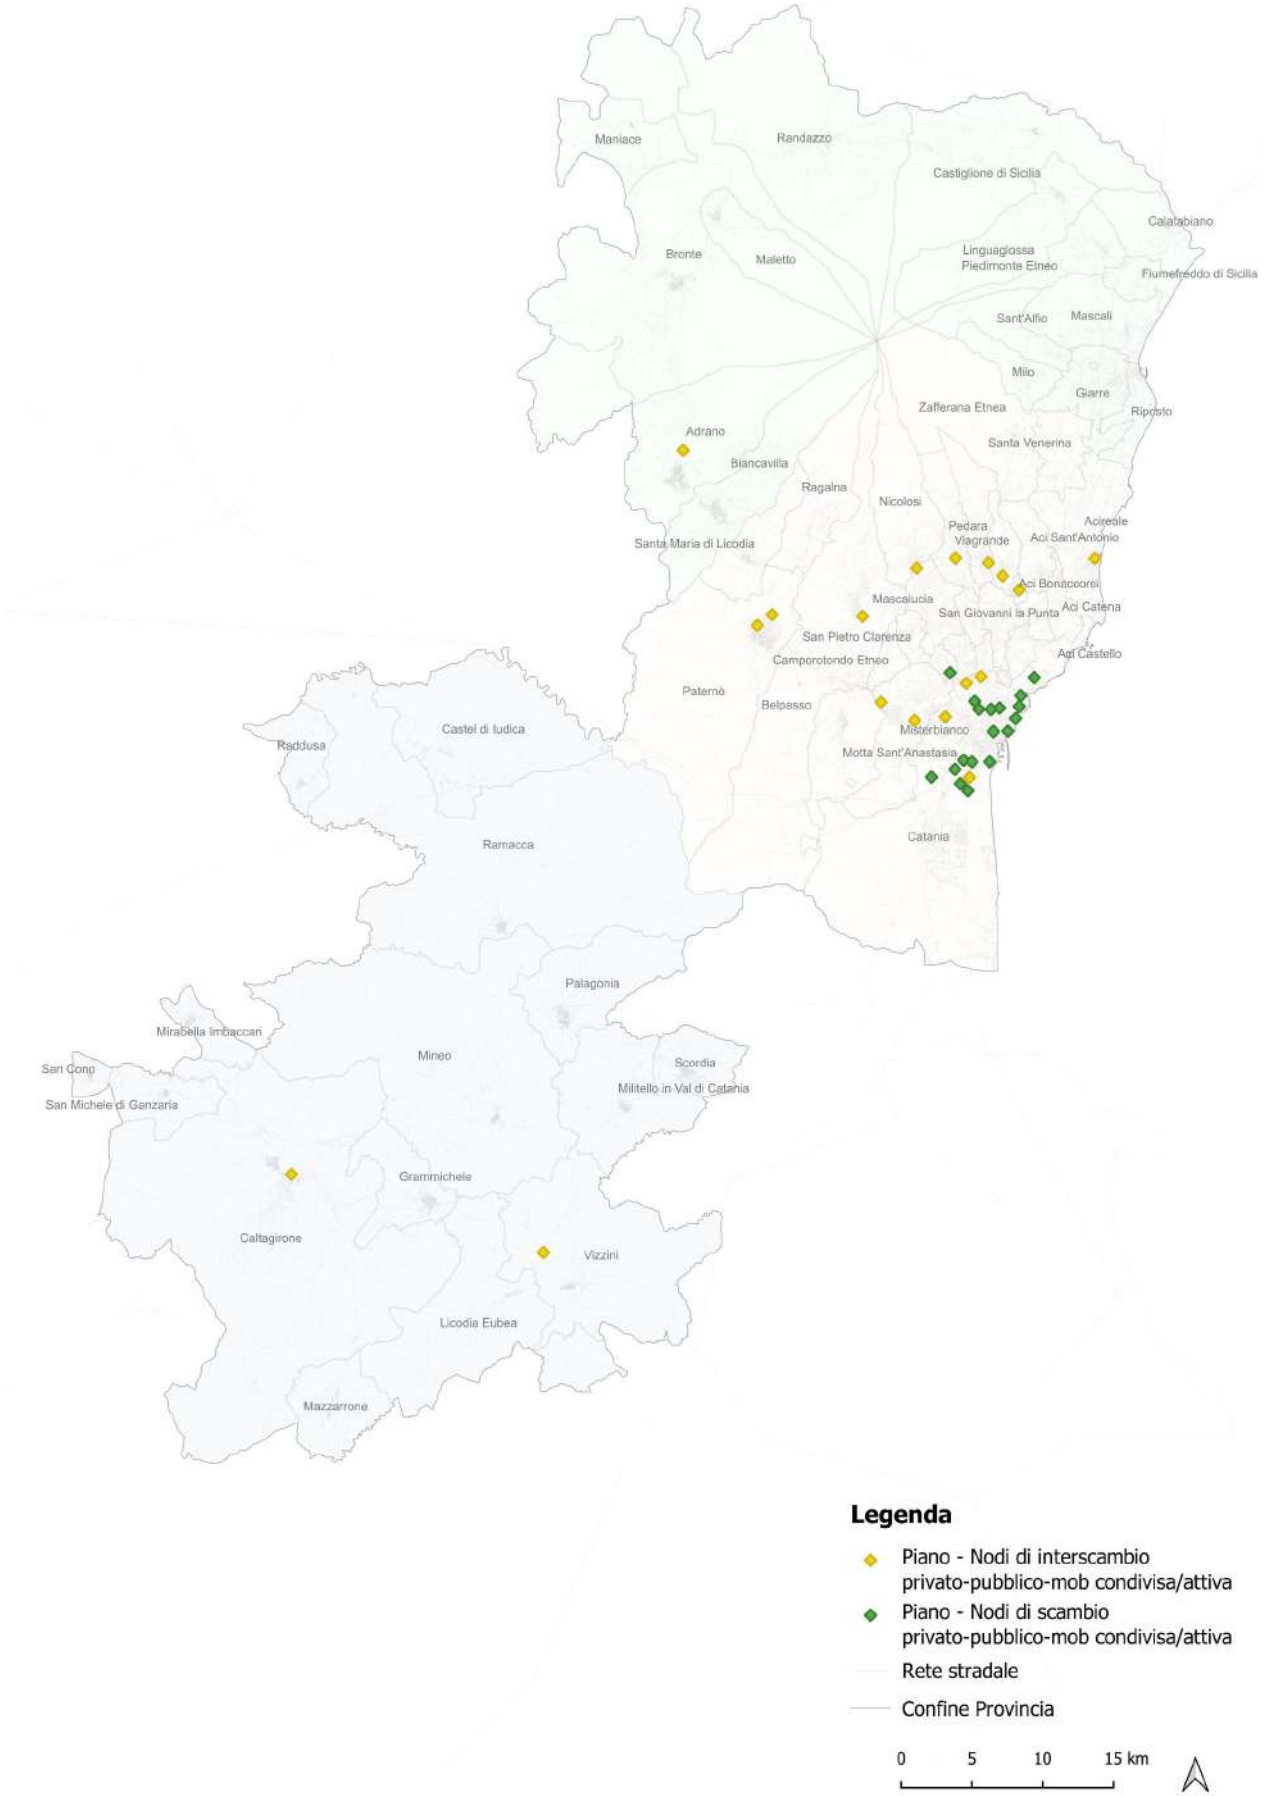 Maniace
Randazzo
Castiglione di Sicilia
Calatabiano
Bronte
Maletto
Linguaglossa
Piedimonte Etneo
Fiumefreddo di Sicilia
Sant'Alfio
Mascali
Milo
Giarre
Riposto
Zafferana Etnea
Adrano
Santa Venerina
Biancavilla
Ragalna
Nicolosi
Pedara
Acireale
Viagrande
Aci Sant'Antonio
Santa Maria di Licodia
Aci Bonaccorsi
Mascalucia
San Giovanni la Punta
Aci Catena
San Pietro Clarenza
Camporotondo Etneo
Aci Castello
Paternò
Belpasso
Castel di Iudica
Misterbianco
Raddusa
Motta Sant'Anastasia
Catania
Ramacca
Palagonia
Mirabella Imbaccari
Mineo
San Cono
Scordia
Militello in Val di Catania
San Michele di Ganzaria
Grammichele
Caltagirone
Vizzini
Licodia Eubea
Mazzarrone
Legenda
Piano - Nodi di interscambio
privato-pubblico-mob condivisa/attiva
Piano - Nodi di scambio
privato-pubblico-mob condivisa/attiva
Rete stradale
Confine Provincia
0 5 10 15 km